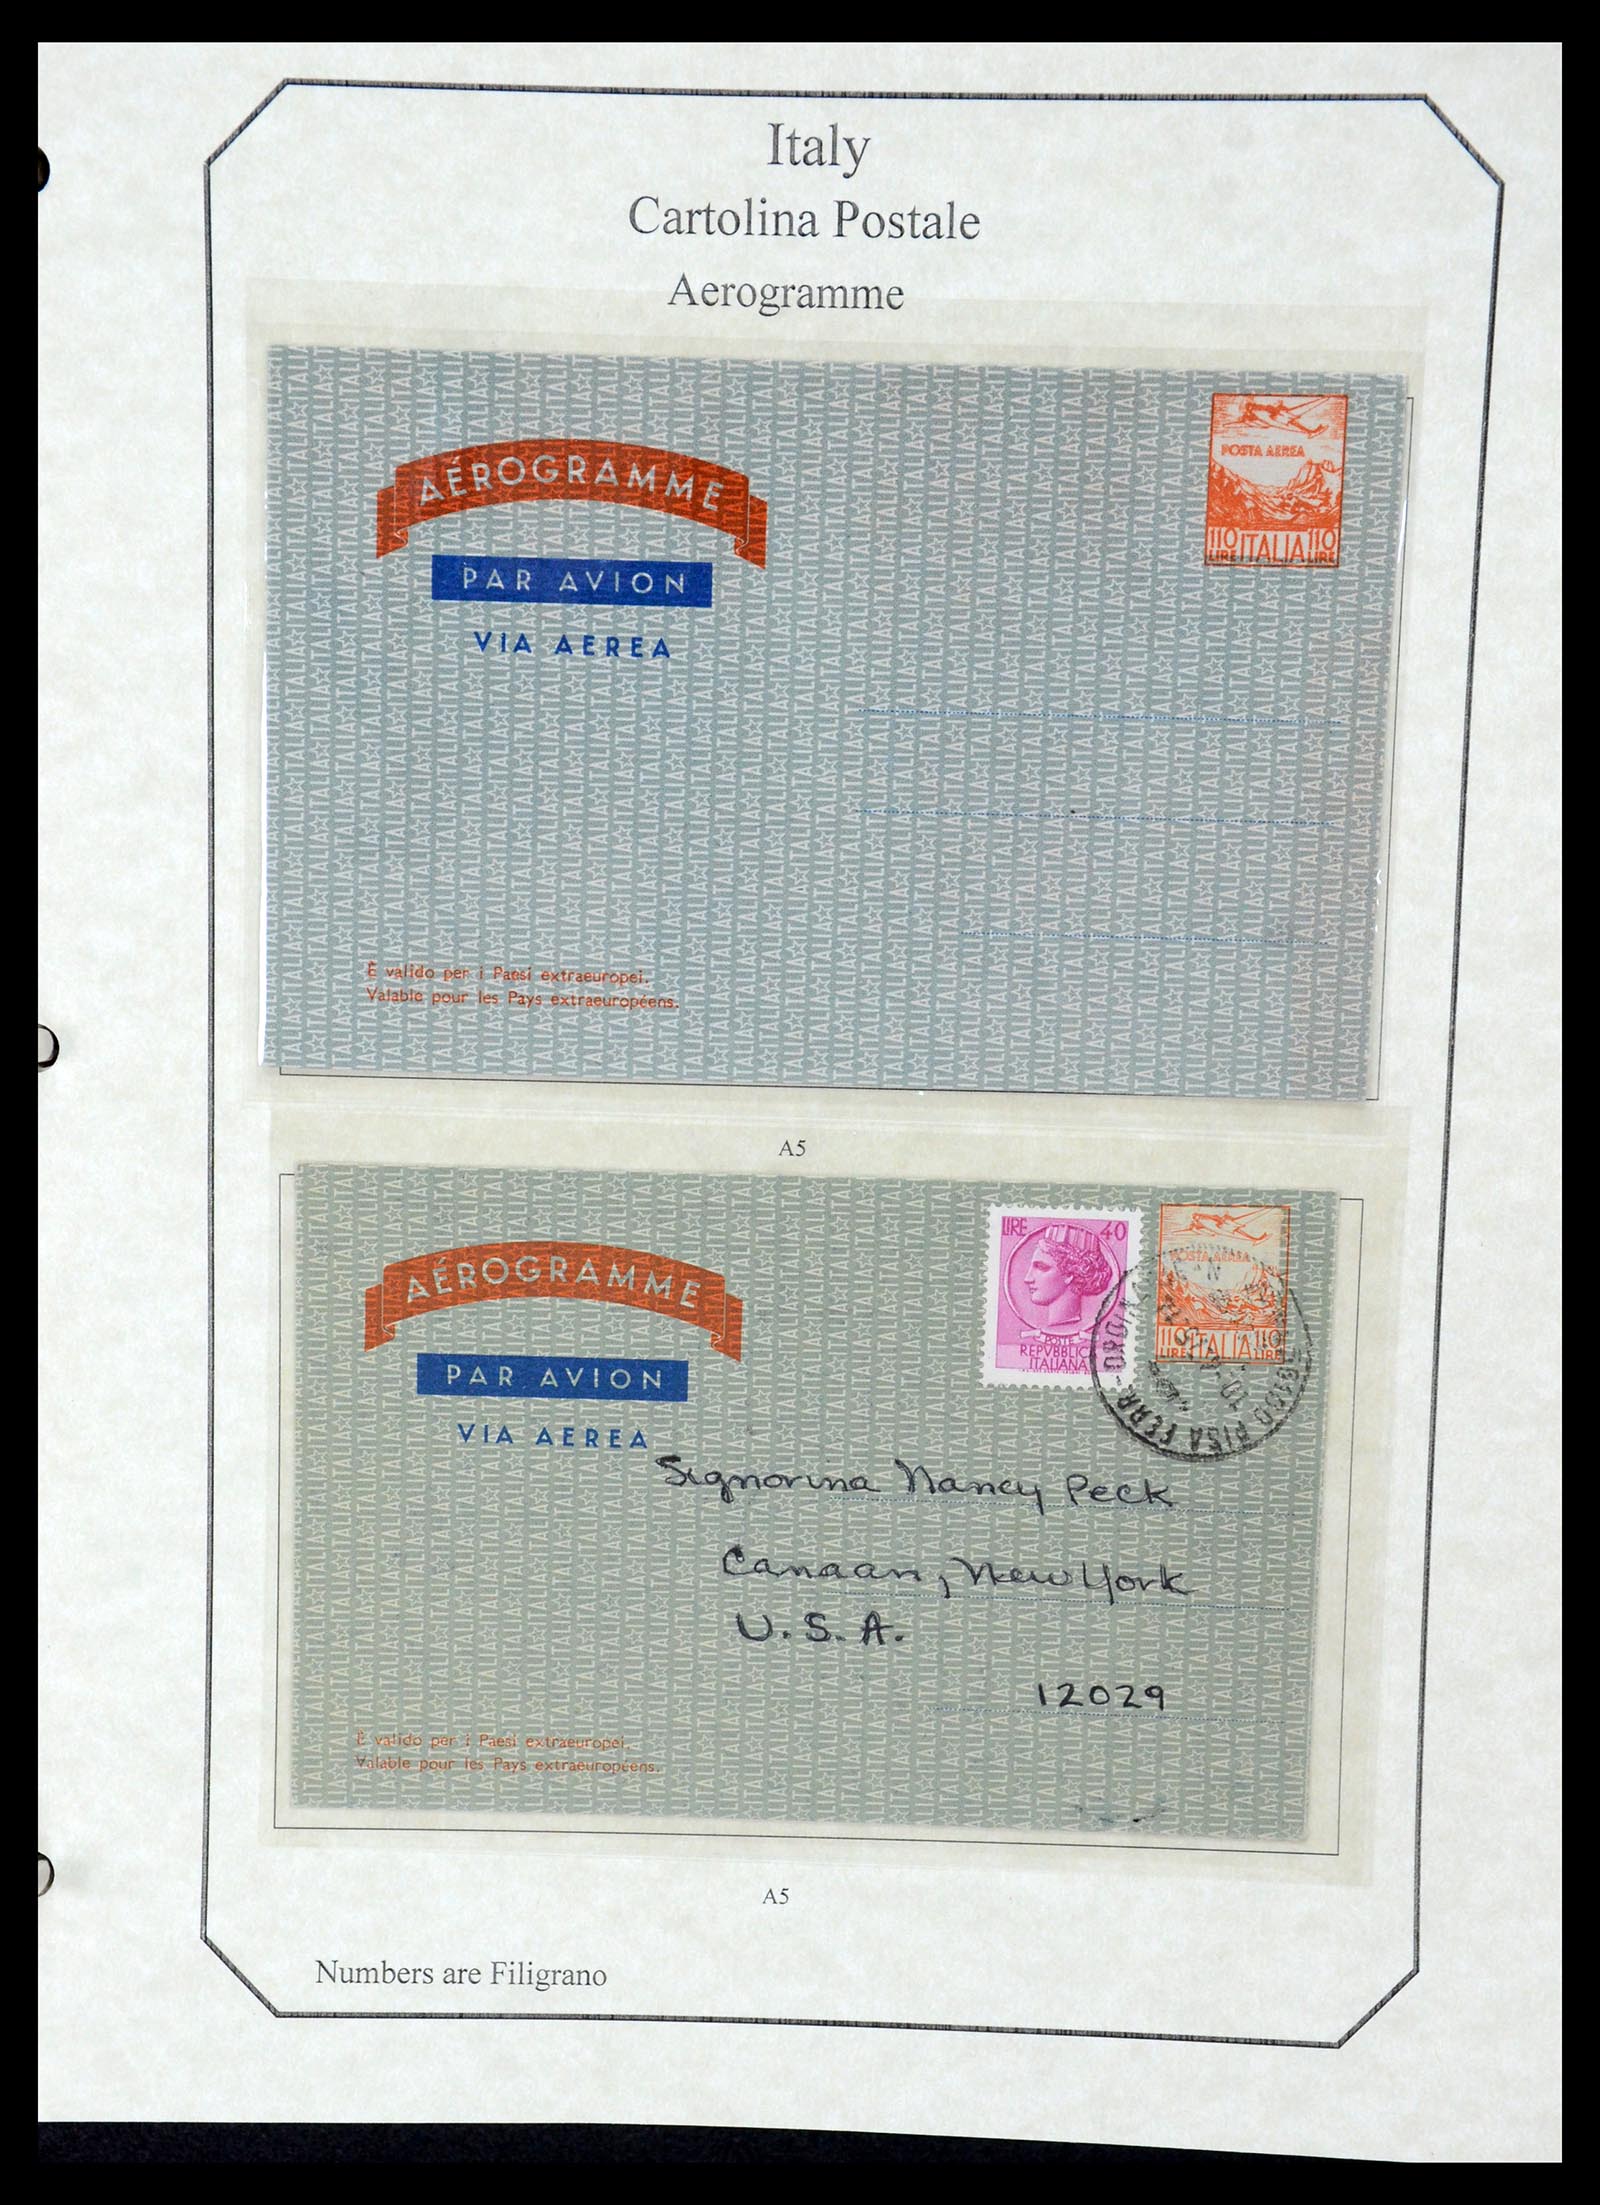 Italy
Cartolina Postale
Aerogramme
AÉROGRAMME
PAR AVION
VIA AEREA
POSTA AEREA
110 ITALIA 110
LIRE LIRE
È valido per i Paesi extraeuropei.
Valable pour les Pays extraeuropéens.
A5
AÉROGRAMME
PAR AVION
VIA AEREA
LIRE 40
POSTE
REPVBBLICA
ITALIANA
POSTA AEREA
110 ITALIA 110
LIRE LIRE
PISA FERR
Signorina Nancy Peck
Canaan, New York
U.S.A.
12029
È valido per i Paesi extraeuropei.
Valable pour les Pays extraeuropéens.
A5
Numbers are Filigrano